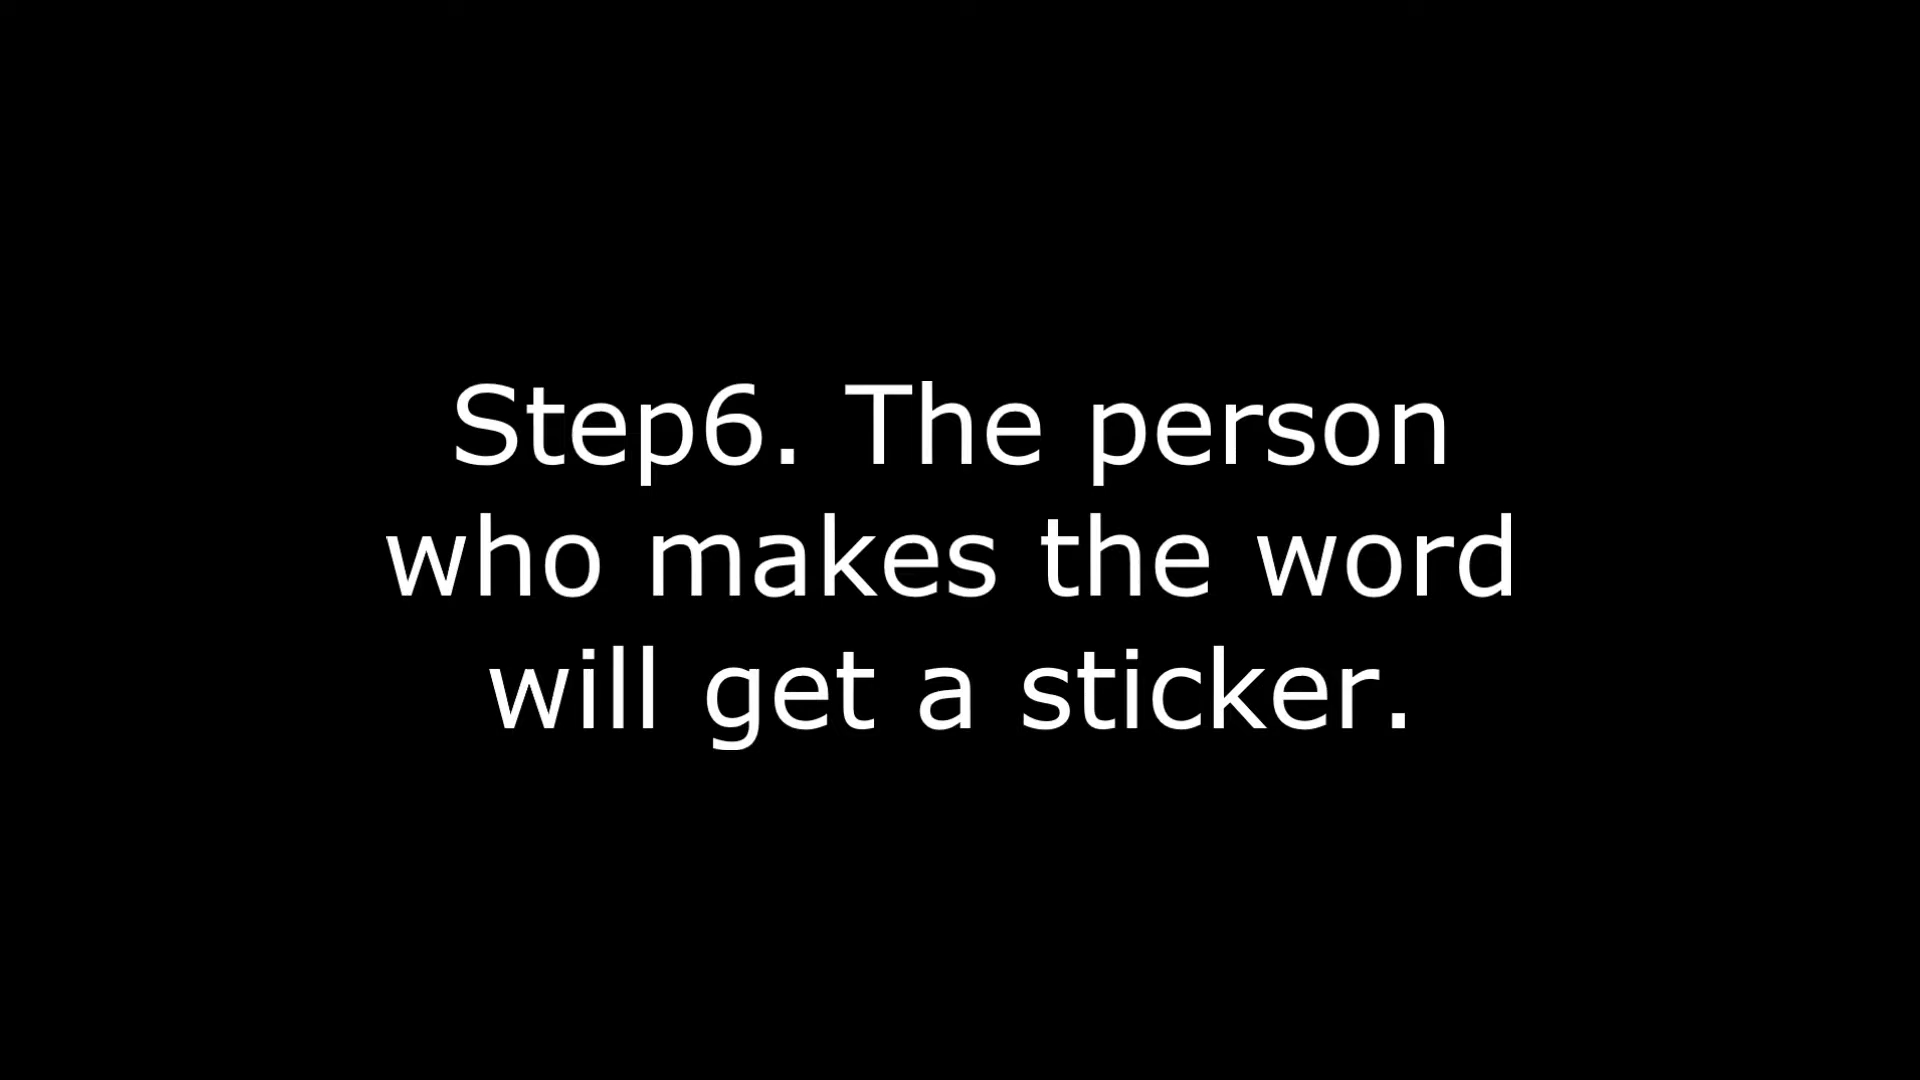 Step6. The person
who makes the word
will get a sticker.